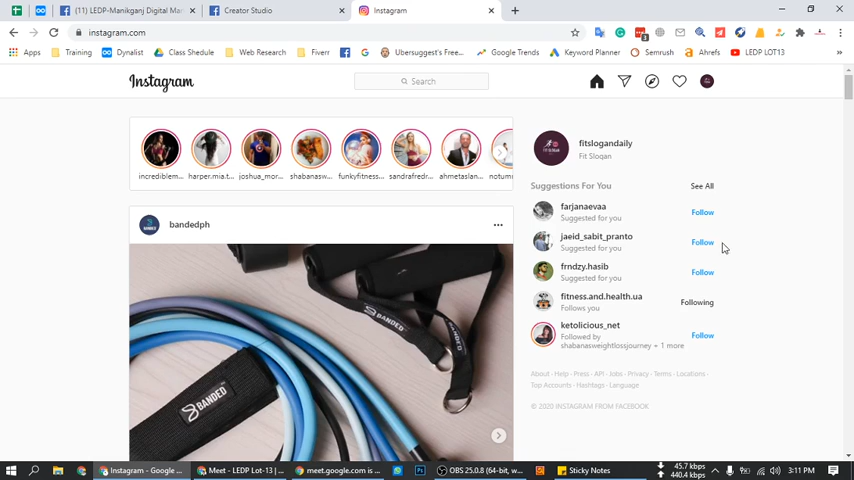 (11) LEDP-Manikganj Digital Mar
Creator Studio
Instagram
instagram.com
3
Apps
Training
Dynalist
Class Shedule
Web Research
Fiverr
Ubersuggest's Free...
Google Trends
Keyword Planner
Semrush
Ahrefs
LEDP LOT13
Instagram
Search
fitslogandaily
Fit Slogan
incrediblem...
harper.mia.t...
joshua_mor...
shabanasw...
funkyfitness...
sandrafredr...
ahmetaslan...
notum
Suggestions For You
See All
farjanaevaa
Suggested for you
Follow
jaeid_sabit_pranto
Suggested for you
Follow
frndzy.hasib
Suggested for you
Follow
fitness.and.health.ua
Follows you
Following
ketolicious_net
Followed by
shabanasweightlossjourney + 1 more
Follow
About · Help · Press · API · Jobs · Privacy · Terms · Locations ·
Top Accounts · Hashtags · Language
© 2020 INSTAGRAM FROM FACEBOOK
bandedph
BANDED
BANDED
Instagram - Google ...
Meet - LEDP Lot-13 | ...
meet.google.com is ...
OBS 25.0.8 (64-bit, w...
Sticky Notes
45.7 kbps
440.4 kbps
3:11 PM